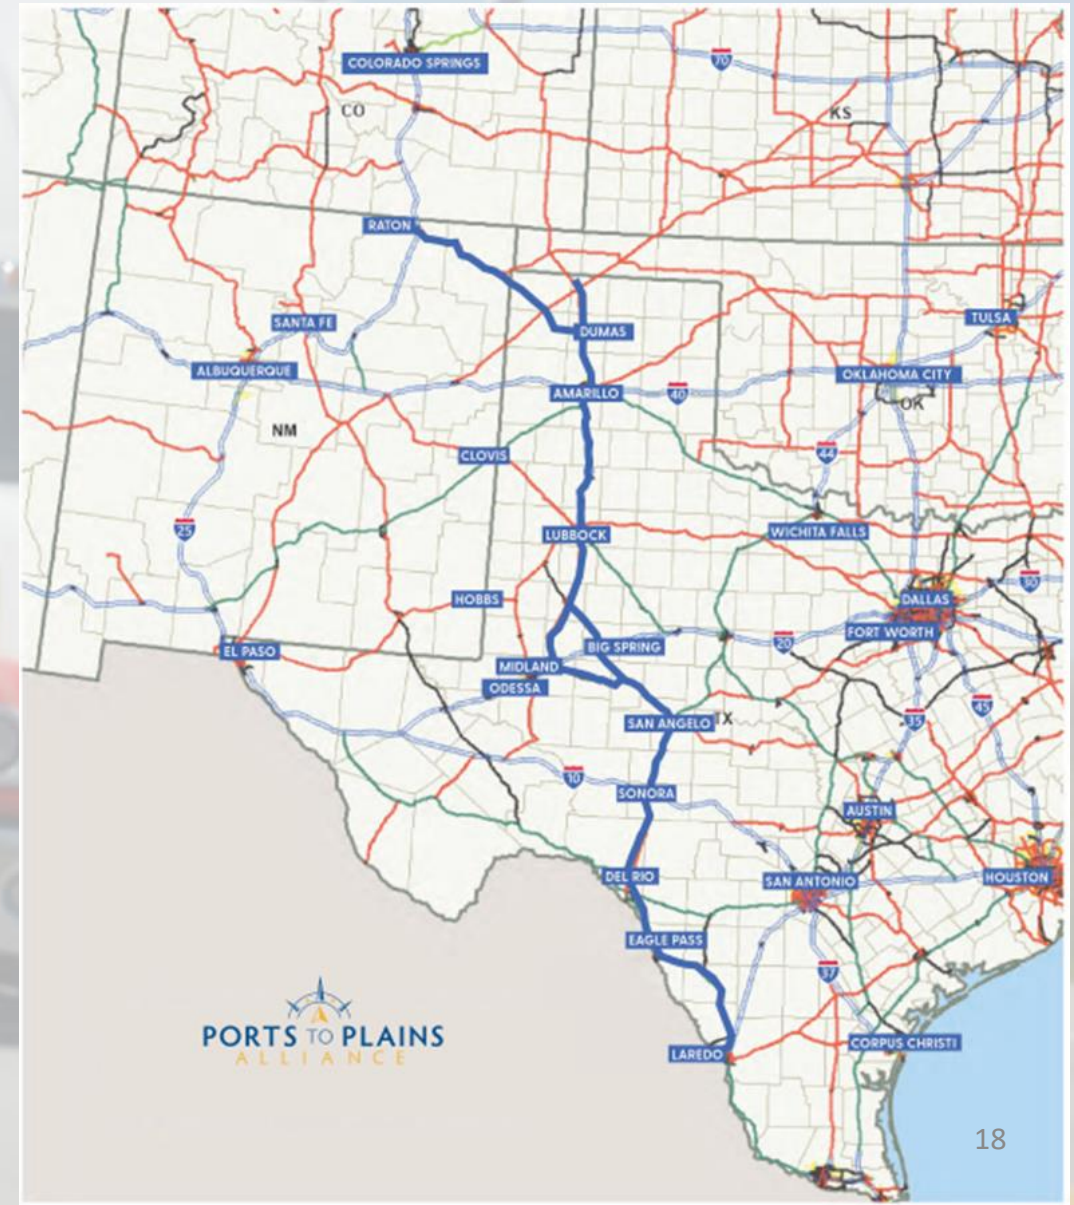 COLORADO SPRINGS
70
CO
KS
RATON
SANTA FE
DUMAS
TULSA
ALBUQUERQUE
OKLAHOMA CITY
AMARILLO
40
OK
NM
CLOVIS
44
25
LUBBOCK
WICHITA FALLS
30
HOBBS
DALLAS
FORT WORTH
20
EL PASO
BIG SPRING
MIDLAND
ODESSA
SAN ANGELO
TX
35
45
10
SONORA
AUSTIN
DEL RIO
SAN ANTONIO
HOUSTON
EAGLE PASS
37
PORTS TO PLAINS
ALLIANCE
LAREDO
CORPUS CHRISTI
18